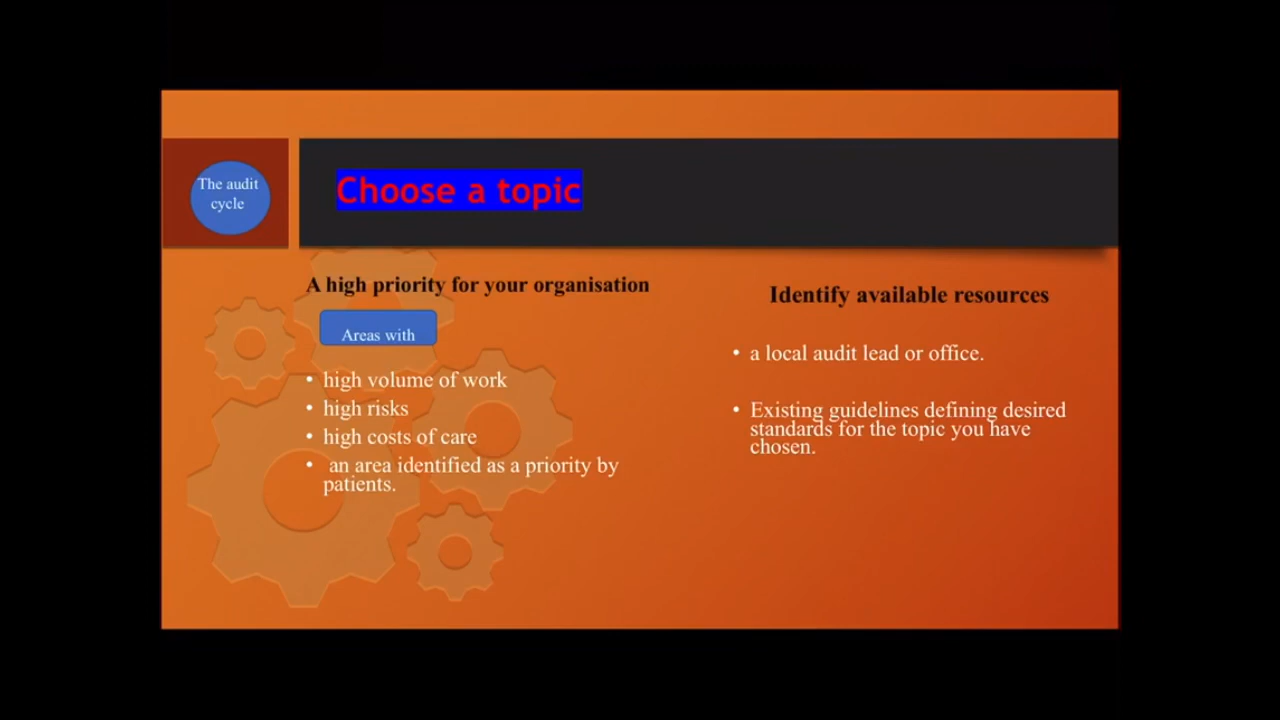 The audit
cycle
Choose a topic
A high priority for your organisation
Areas with
• high volume of work
• high risks
• high costs of care
• an area identified as a priority by
patients.
Identify available resources
• a local audit lead or office.
• Existing guidelines defining desired
standards for the topic you have
chosen.